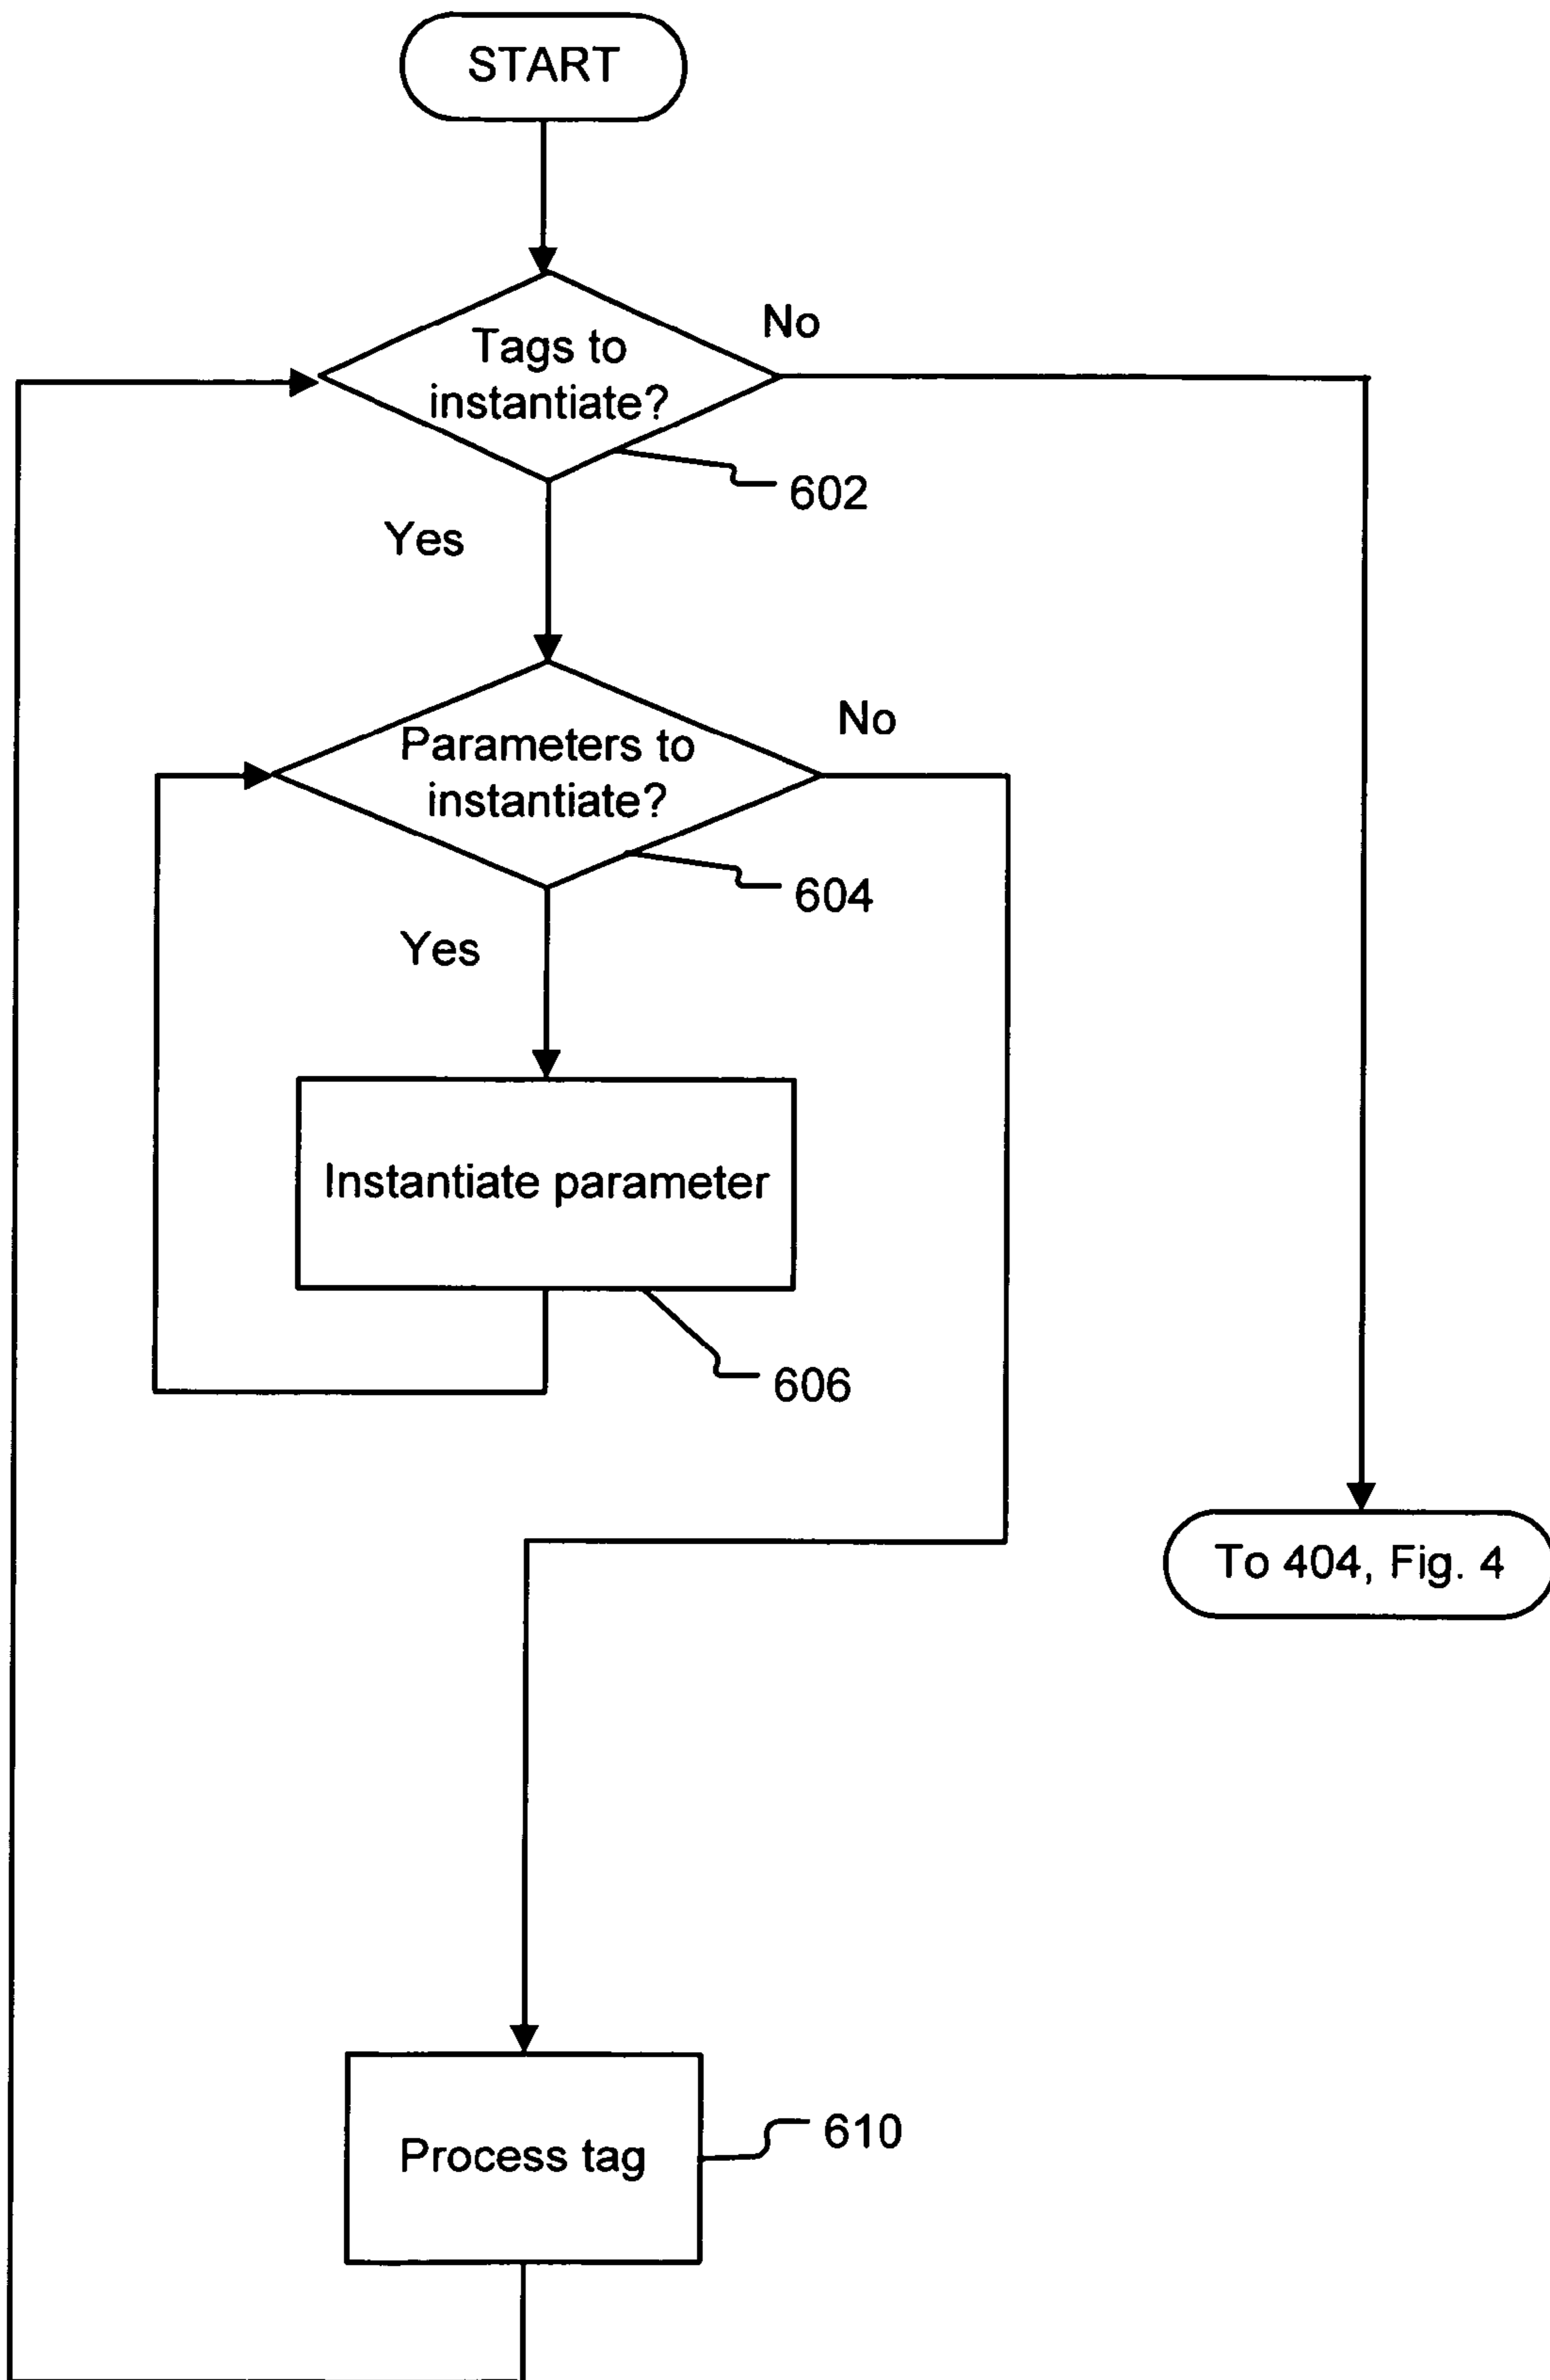 START
No
Tags to
instantiate?
602
Yes
No
Parameters to
instantiate?
604
Yes
Instantiate parameter
606
To 404, Fig. 4
610
Process tag